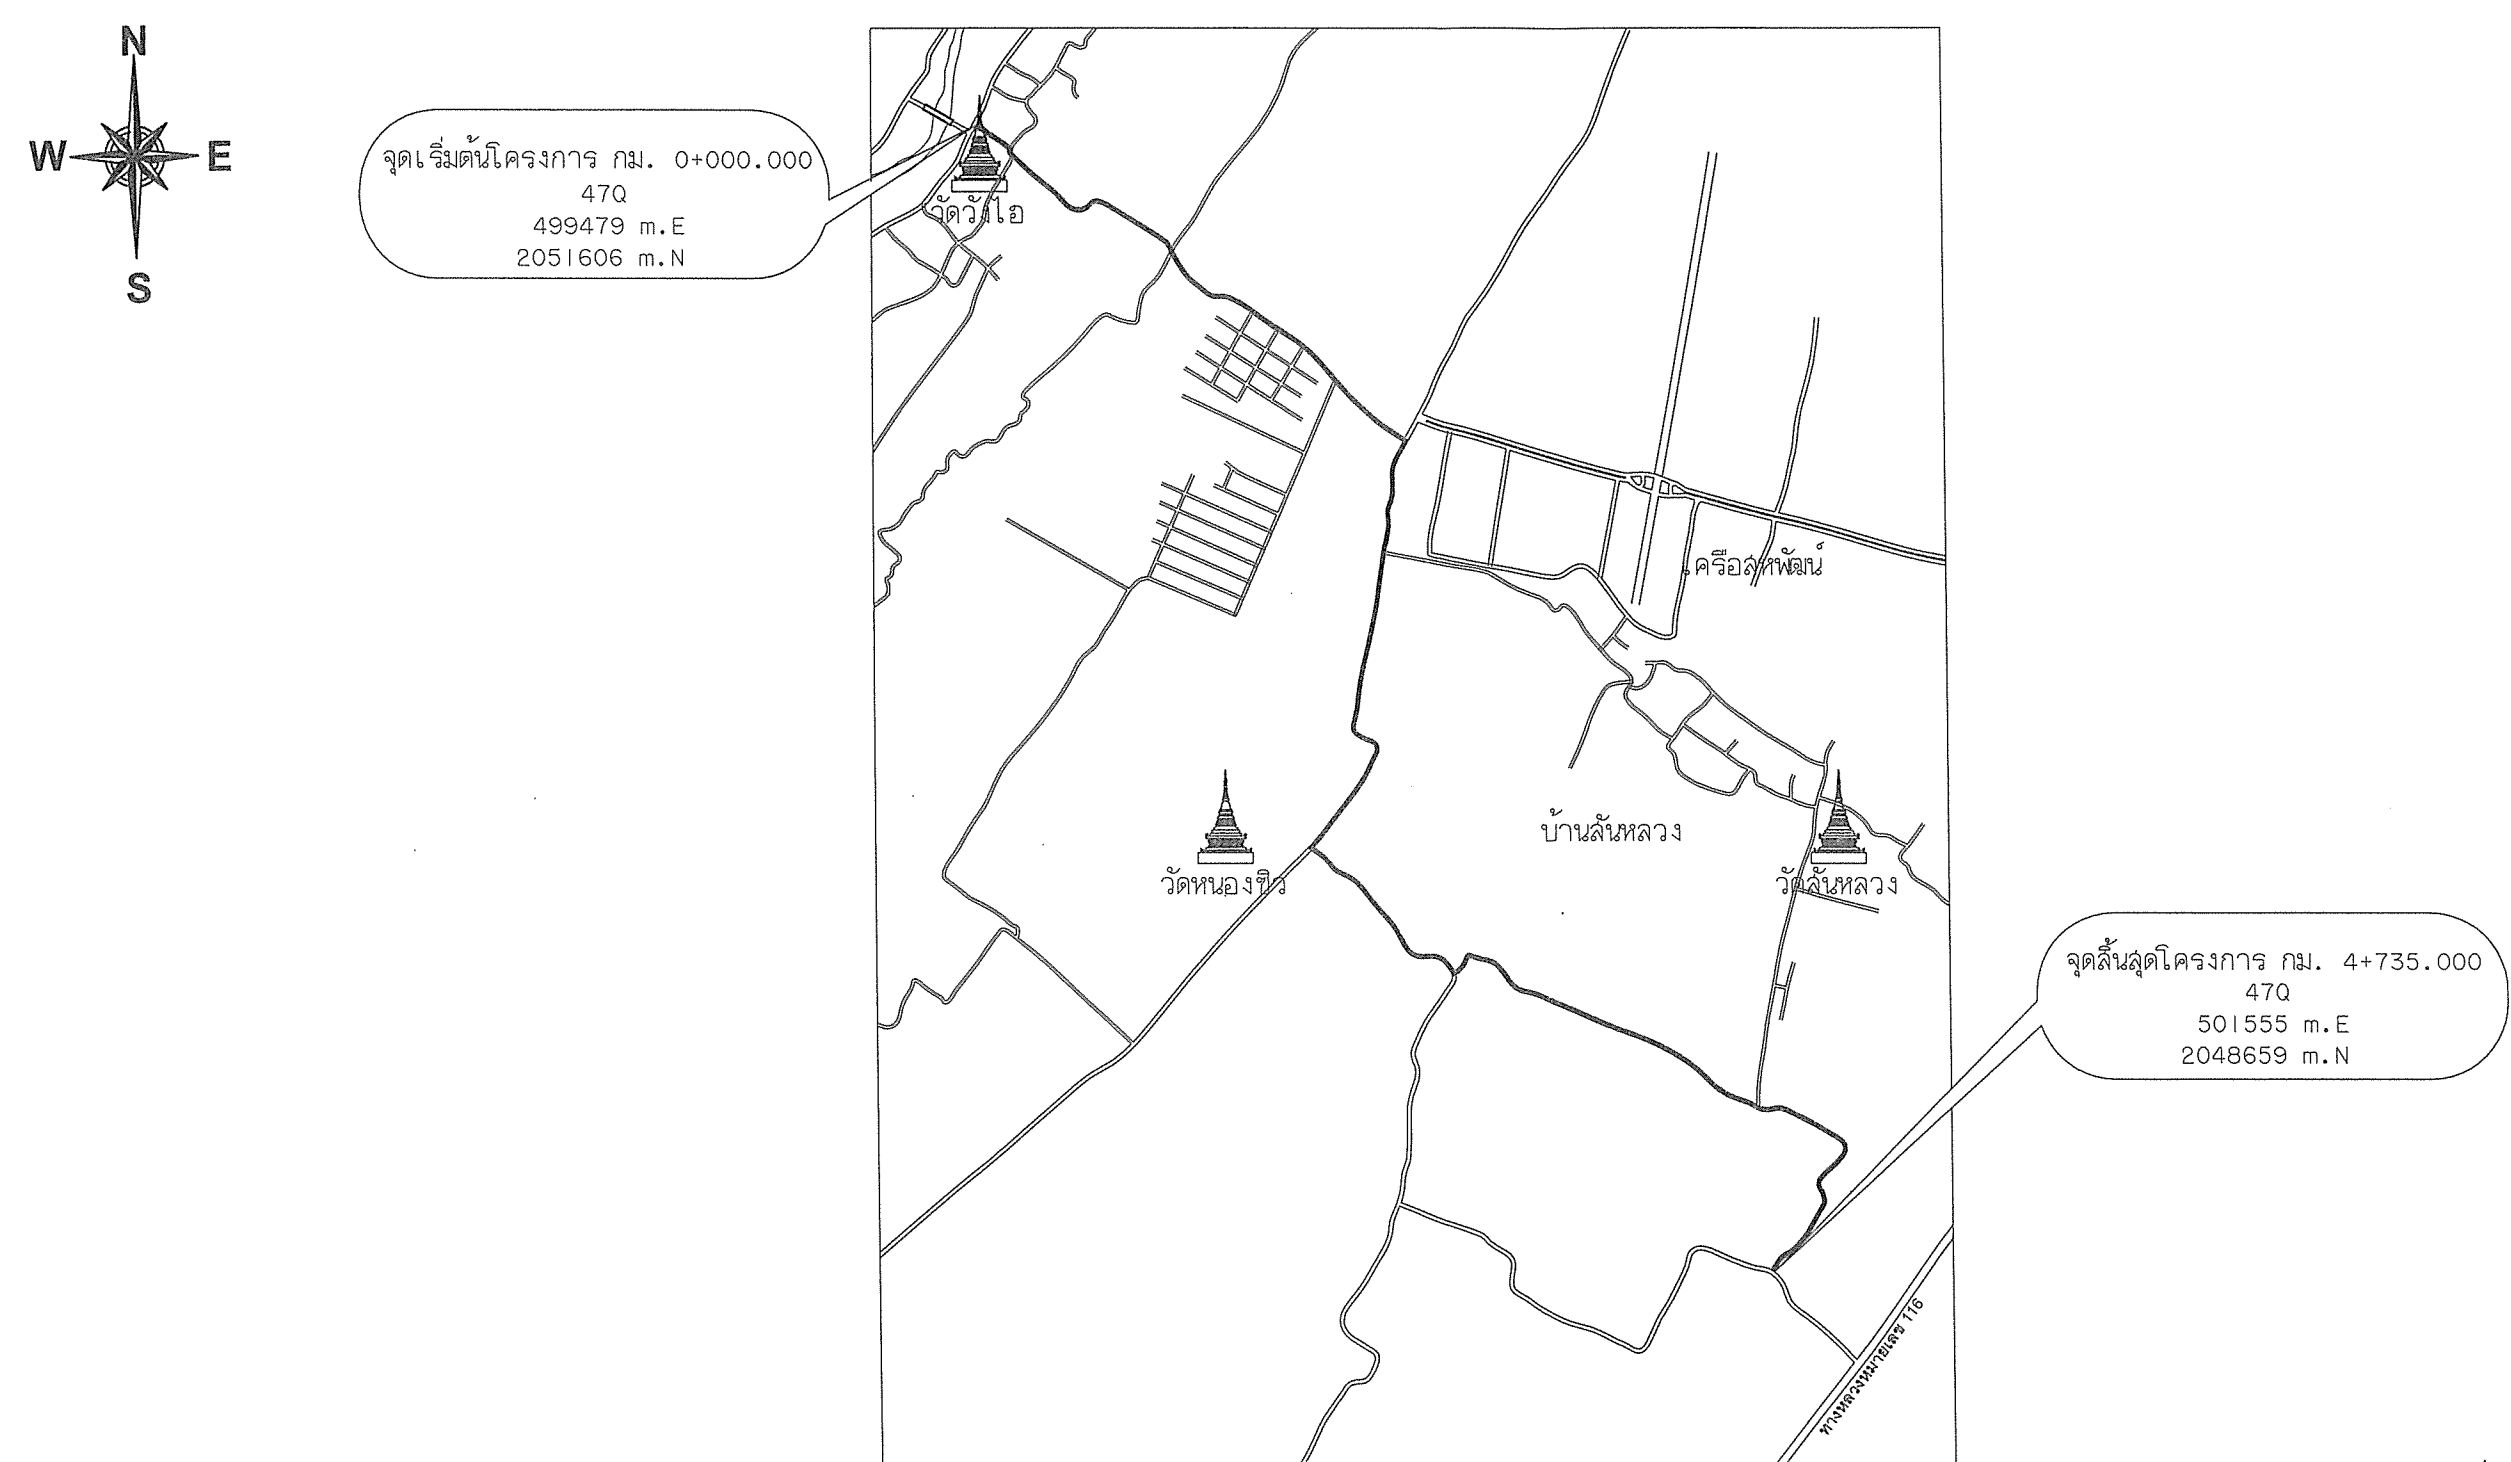 N
W
E
S
จุดเริ่มต้นโครงการ กม. 0+000.000
47Q
499479 m.E
2051606 m.N
วัดวังไฮ
เครือสหพัฒน์
บ้านสันหลวง
วัดหนองซิว
วัดสันหลวง
จุดสิ้นสุดโครงการ กม. 4+735.000
47Q
501555 m.E
2048659 m.N
ทางหลวงหมายเลข 116